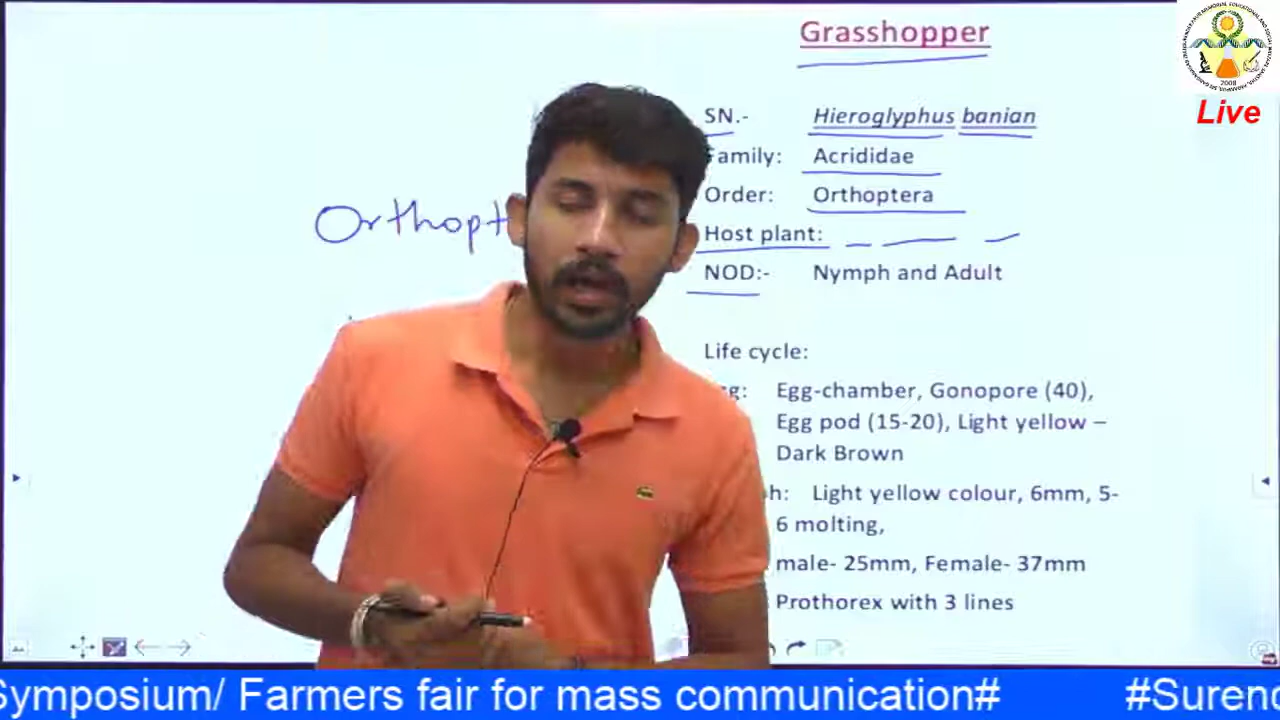 Grasshopper
Live
SN.- Hieroglyphus banian
Family: Acrididae
Order: Orthoptera
Orthopt
Host plant:
NOD:- Nymph and Adult
Life cycle:
Egg-chamber, Gonopore (40),
Egg pod (15-20), Light yellow –
Dark Brown
Light yellow colour, 6mm, 5-
6 molting,
male- 25mm, Female- 37mm
Prothorex with 3 lines
2008
Symposium/ Farmers fair for mass communication# #Surend